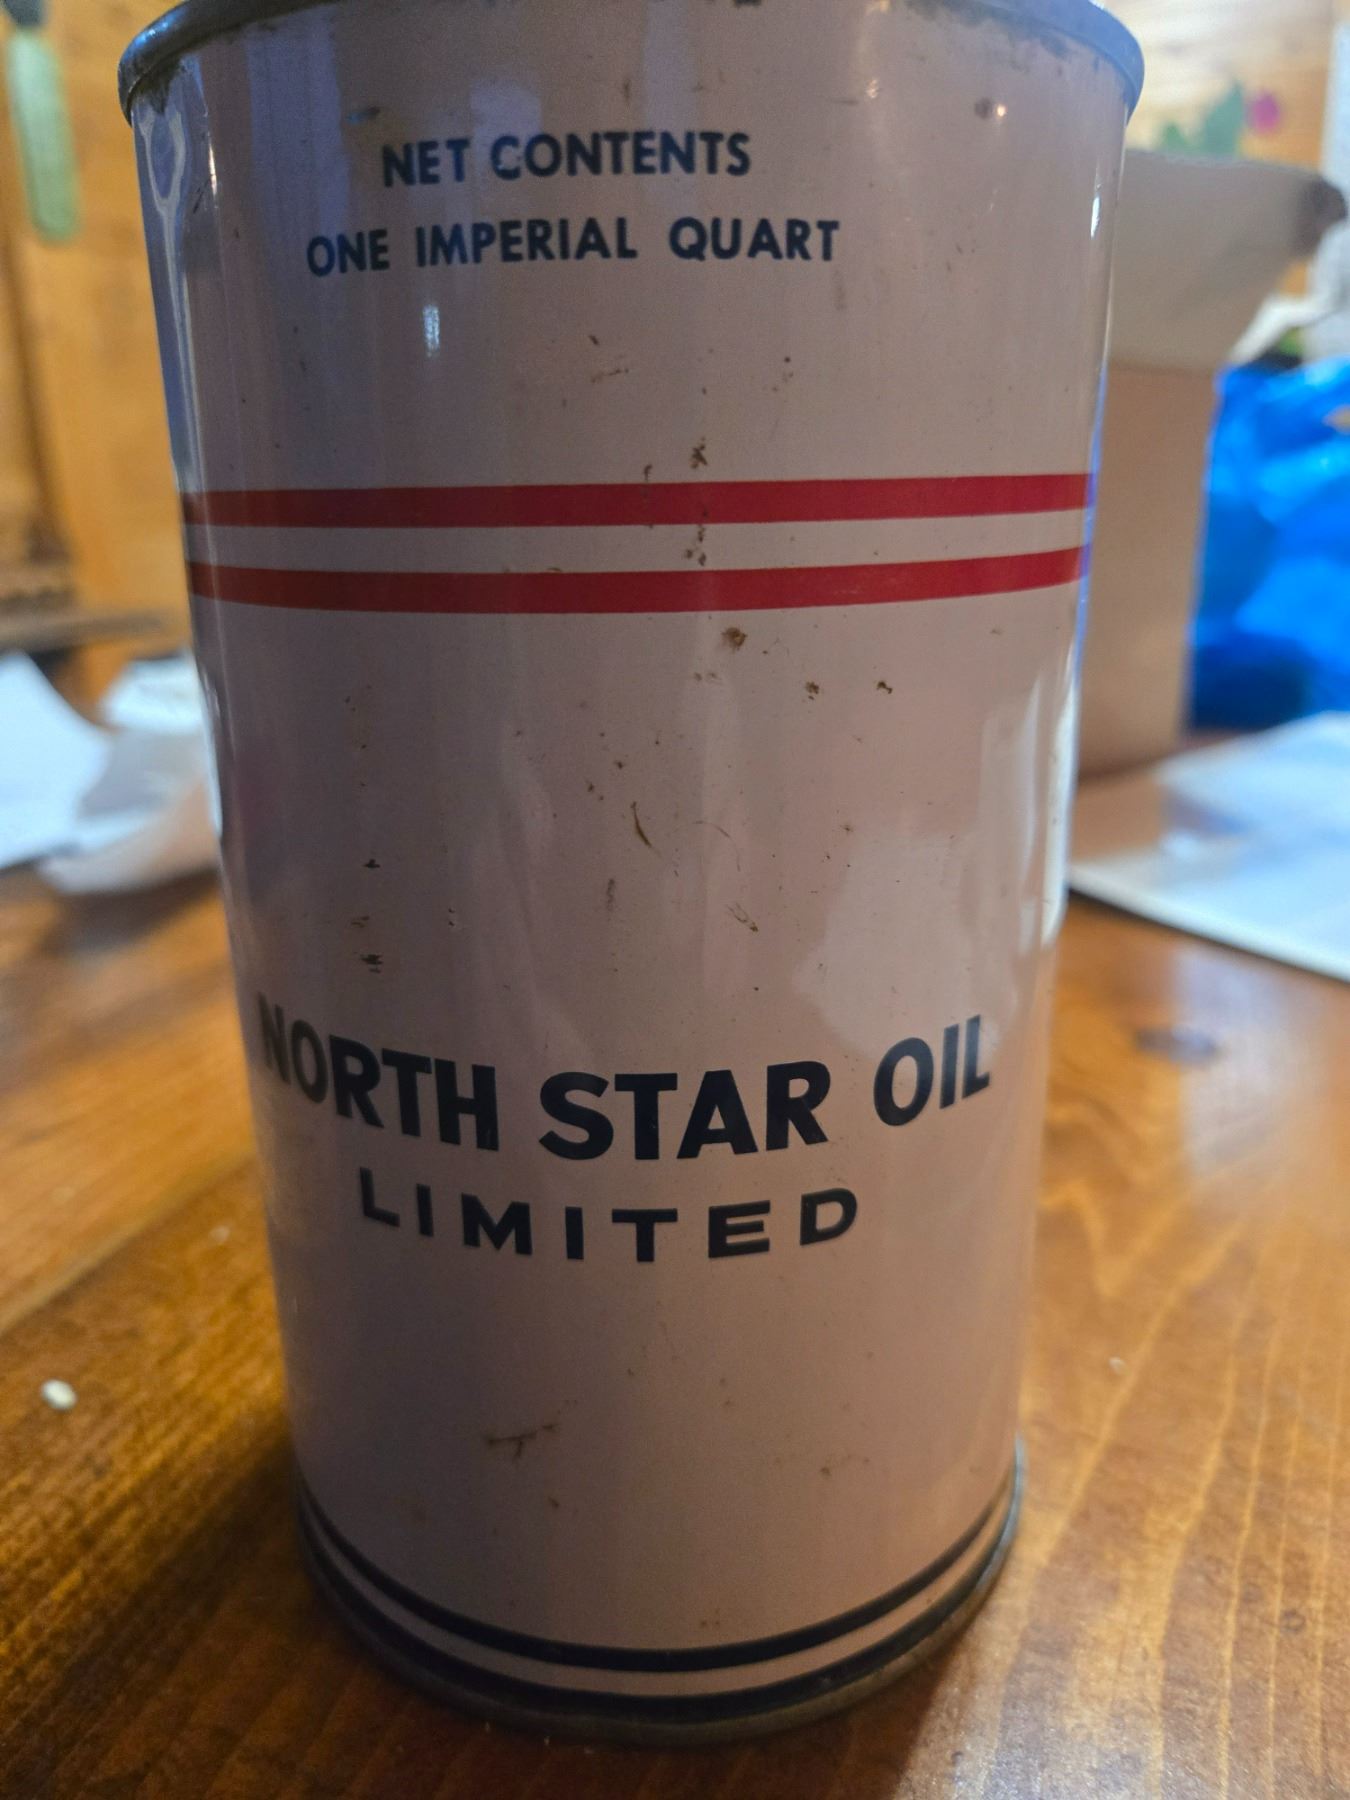 NET CONTENTS
ONE IMPERIAL QUART
NORTH STAR OIL
LIMITED